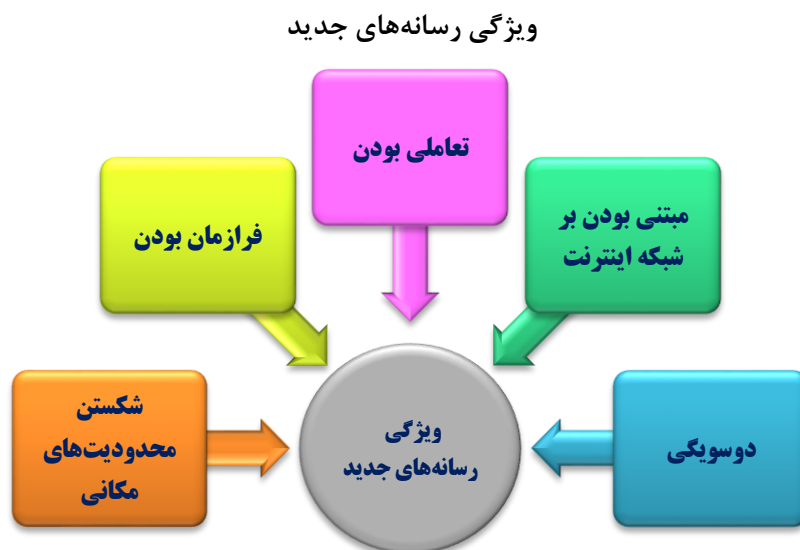 ویژگی رسانه‌های جدید
تعاملی بودن
مبتنی بودن بر
شبکه اینترنت
فرازمان بودن
دوسویگی
شکستن
محدودیت‌های
مکانی
ویژگی
رسانه‌های جدید